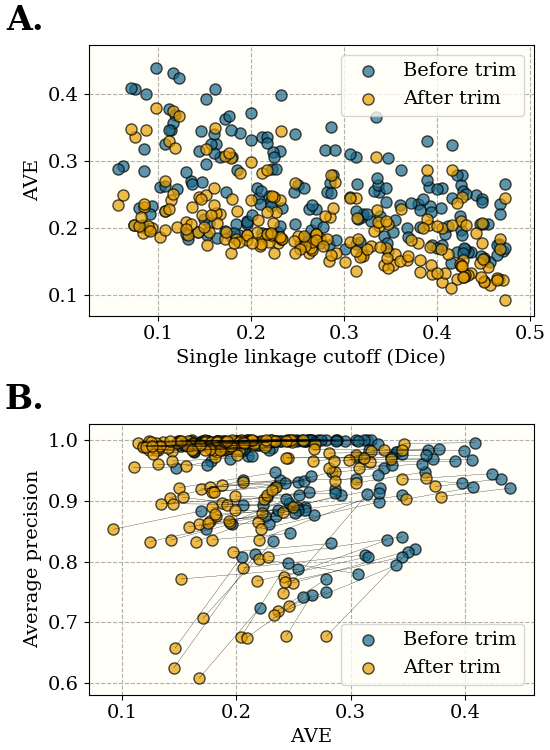 A.
Before trim
After trim
0.4
0.3
0.2
0.1
AVE
0.1
0.2
0.3
0.4
0.5
Single linkage cutoff (Dice)
B.
1.0
0.9
0.8
0.7
0.6
Average precision
Before trim
After trim
0.1
0.2
0.3
0.4
AVE